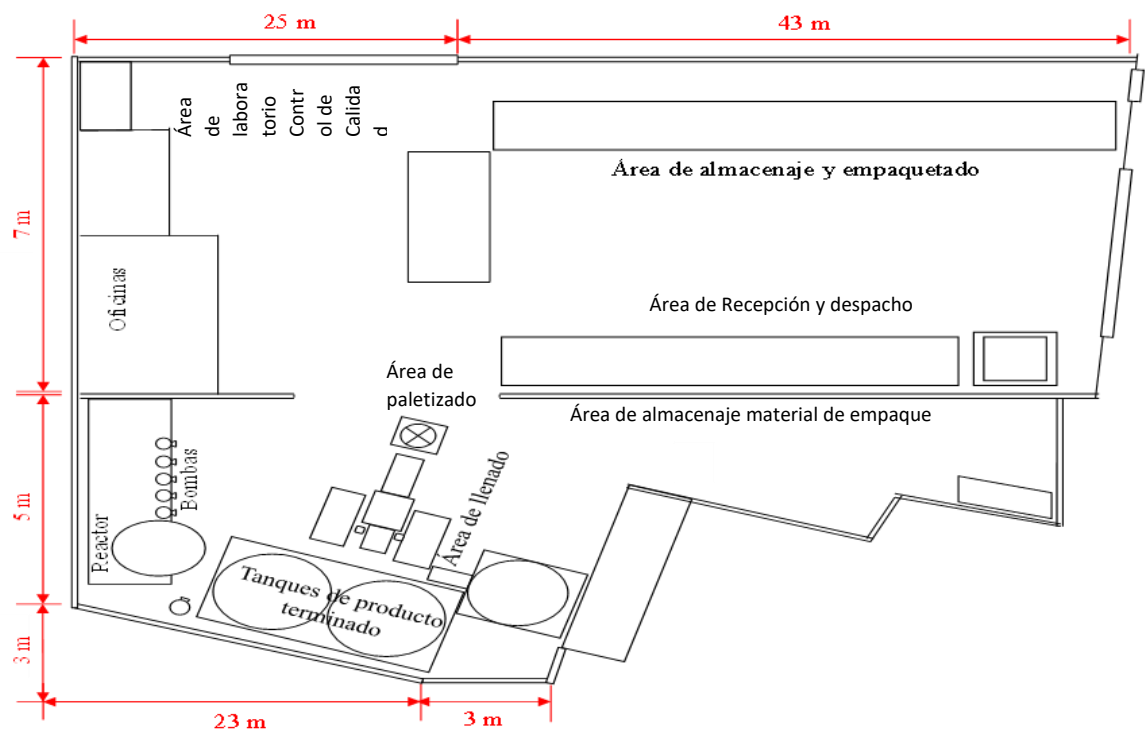 25 m
43 m
Área
de
labora
torio
Contr
ol de
Calida
d
Área de almacenaje y empaquetado
7 m
Oficinas
Área de Recepción y despacho
Área de
paletizado
Área de almacenaje material de empaque
5 m
Reactor
Bombas
Área de llenado
Tanques de producto
terminado
3 m
23 m
3 m